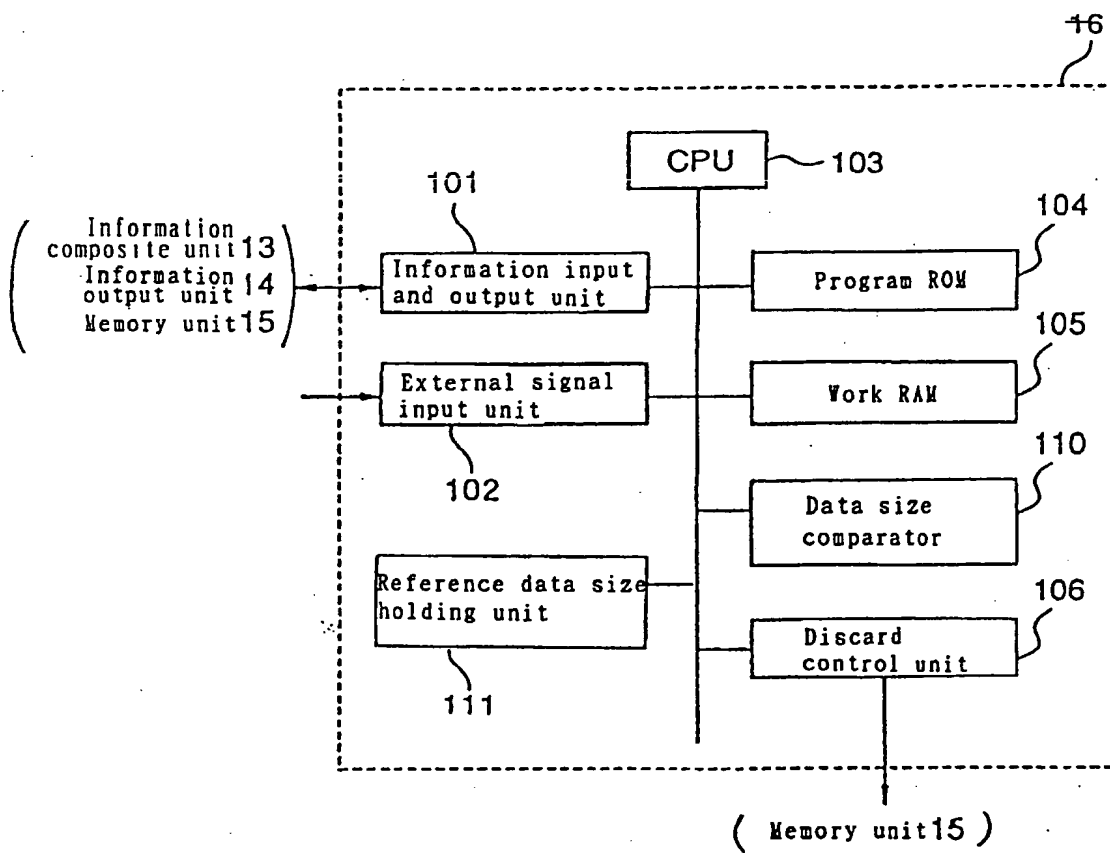 16
CPU
103
101
104
Information
composite unit 13
Information
output unit 14
Memory unit 15
Information input
and output unit
Program ROM
105
External signal
input unit
Work RAM
102
110
Data size
comparator
Reference data size
holding unit
106
Discard
control unit
111
( Memory unit 15 )